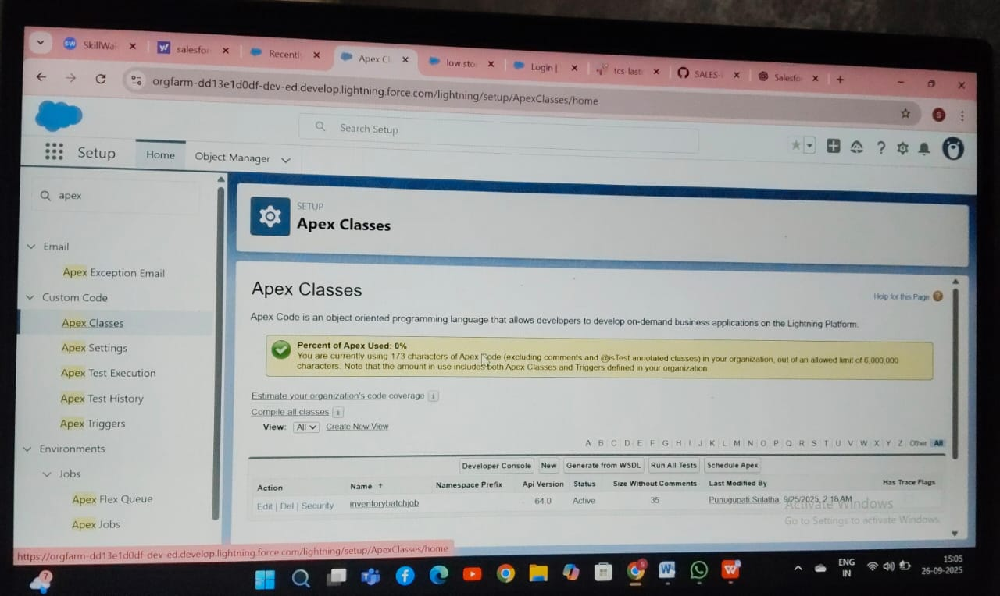 SkillWa
salesfor
Recentl
Apex Cl
low sto
Login |
tcs-last
SALES-
Salesfo
orgfarm-dd13e1d0df-dev-ed.develop.lightning.force.com/lightning/setup/ApexClasses/home
S
Search Setup
Setup
Home
Object Manager
apex
Email
Apex Exception Email
Custom Code
Apex Classes
Apex Settings
Apex Test Execution
Apex Test History
Apex Triggers
Environments
Jobs
Apex Flex Queue
Apex Jobs
SETUP
Apex Classes
Apex Classes
Help for this Page
Apex Code is an object oriented programming language that allows developers to develop on-demand business applications on the Lightning Platform.
Percent of Apex Used: 0%
You are currently using 173 characters of Apex Code (excluding comments and @isTest annotated classes) in your organization, out of an allowed limit of 6,000,000
characters. Note that the amount in use includes both Apex Classes and Triggers defined in your organization.
Estimate your organization's code coverage i
Compile all classes i
View: All Create New View
A B C D E F G H I J K L M N O P Q R S T U V W X Y Z Other All
Developer Console New Generate from WSDL Run All Tests Schedule Apex
Action Name Namespace Prefix Api Version Status Size Without Comments Last Modified By Has Trace Flags
Edit | Del | Security inventorybatchjob 64.0 Active 35 Punugupati Srilatha, 9/25/2025, 2:18 AM
Activate Windows
Go to Settings to activate Windows.
https://orgfarm-dd13e1d0df-dev-ed.develop.lightning.force.com/lightning/setup/ApexClasses/home
7
ENG
IN
15:05
26-09-2025